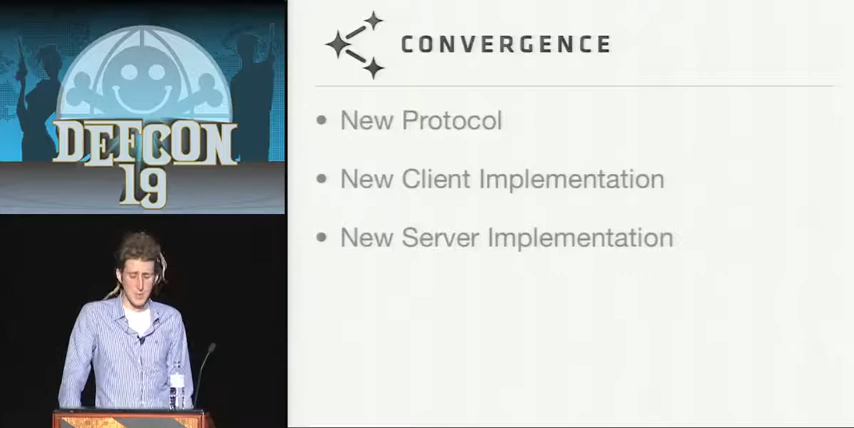 DEFCON
19
CONVERGENCE
• New Protocol
• New Client Implementation
• New Server Implementation